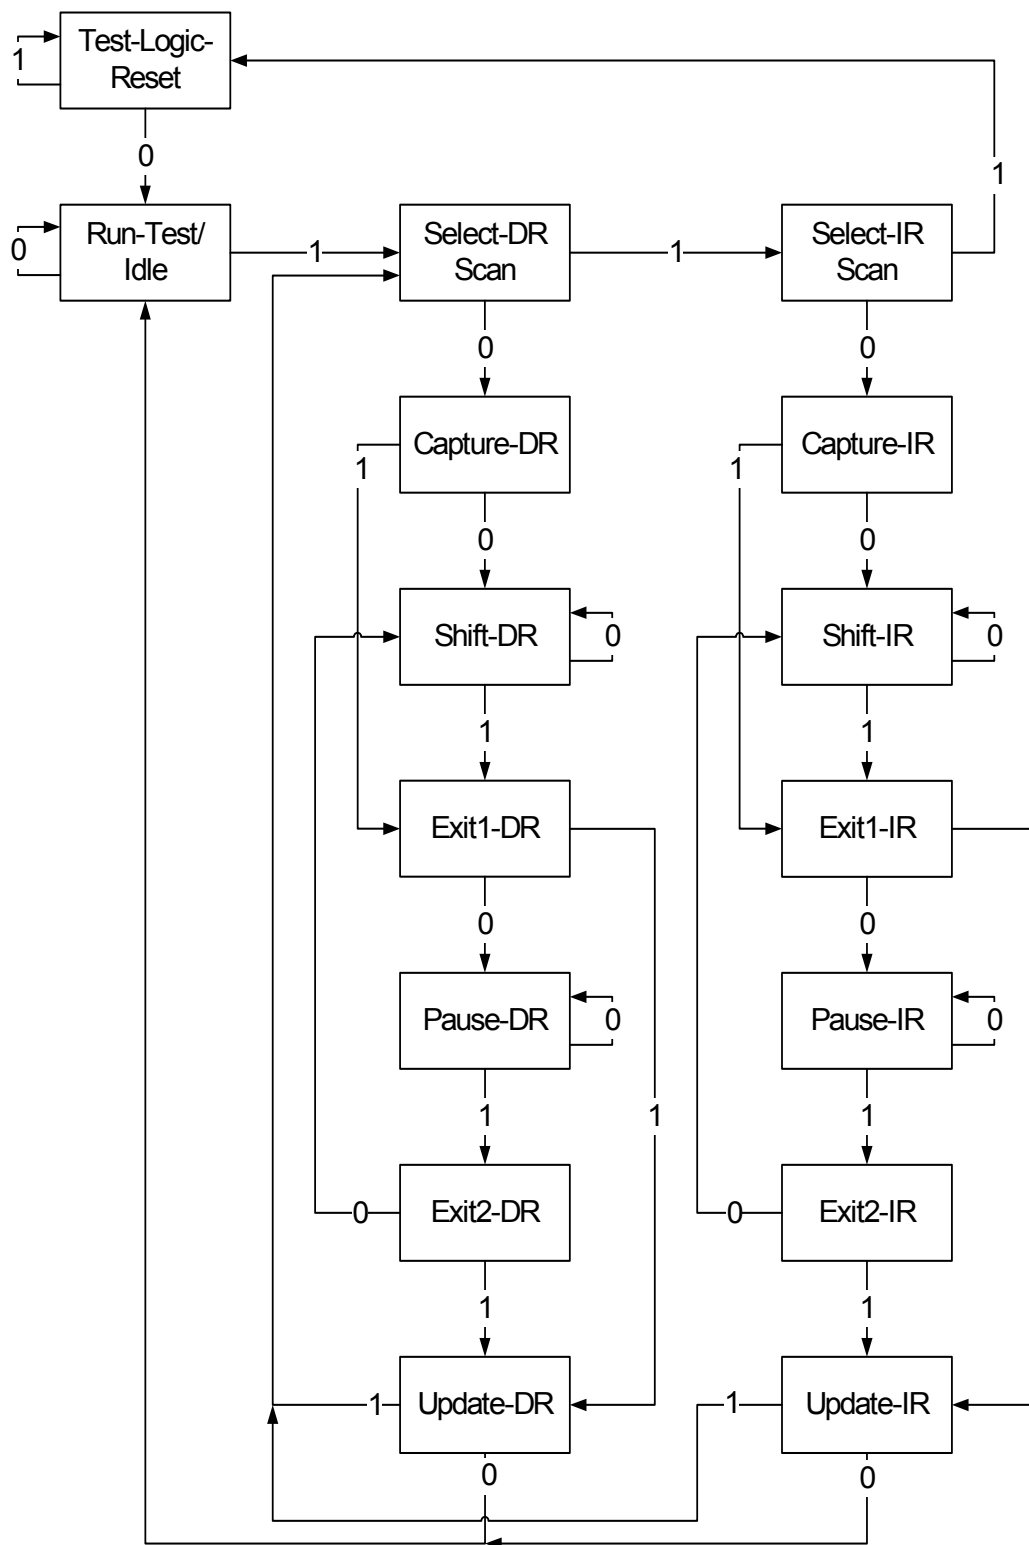 Test-Logic-
Reset
1
0
1
Run-Test/
Idle
0
1
Select-DR
Scan
1
Select-IR
Scan
0
0
Capture-DR
Capture-IR
1
1
0
0
Shift-DR
0
Shift-IR
0
1
1
Exit1-DR
Exit1-IR
0
0
Pause-DR
0
Pause-IR
0
1
1
1
0
Exit2-DR
0
Exit2-IR
1
1
1
Update-DR
1
Update-IR
0
0